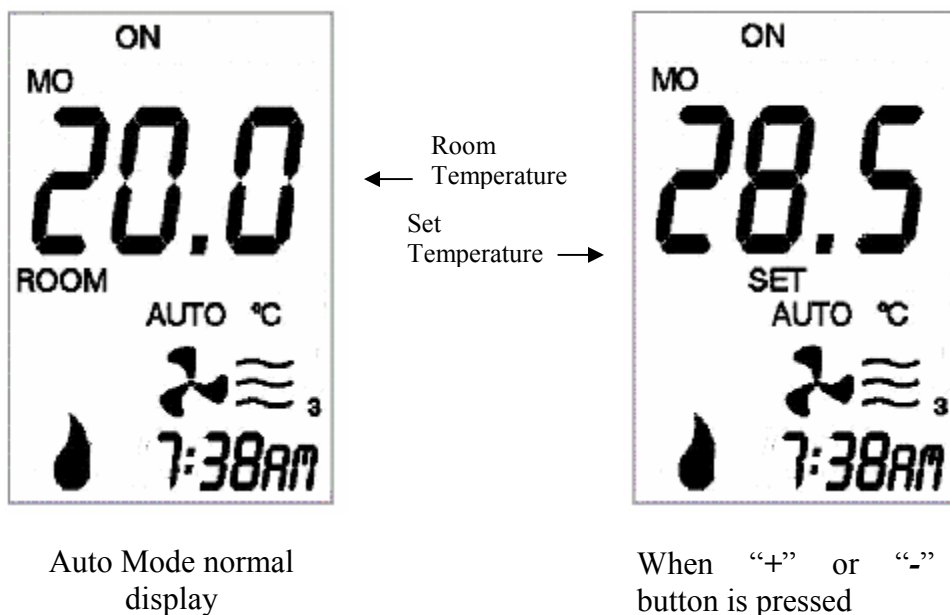 ON
MO
20.0
ROOM
AUTO °C
3
7:38AM
Room
Temperature
Set
Temperature
ON
MO
28.5
SET
AUTO °C
3
7:38AM
Auto Mode normal
display
When “+” or “-”
button is pressed